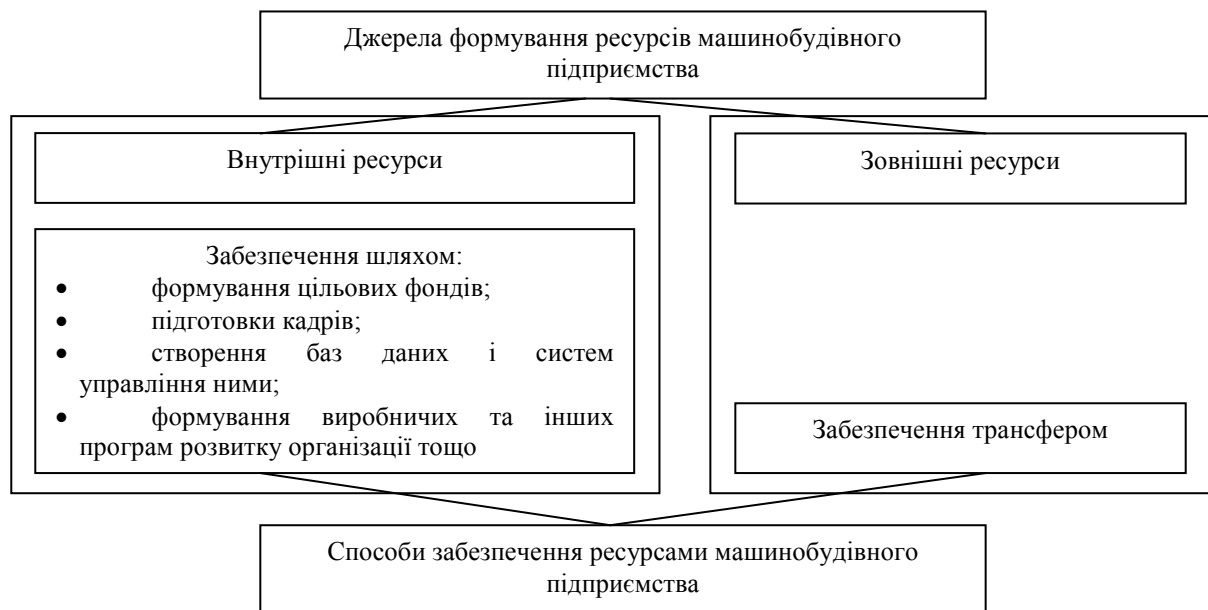 Джерела формування ресурсів машинобудівного
підприємства
Внутрішні ресурси
Забезпечення шляхом:
• формування цільових фондів;
• підготовки кадрів;
• створення баз даних і систем
управління ними;
• формування виробничих та інших
програм розвитку організації тощо
Зовнішні ресурси
Забезпечення трансфером
Способи забезпечення ресурсами машинобудівного
підприємства